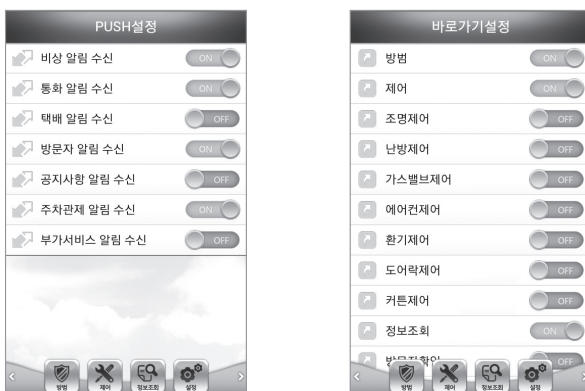 PUSH설정
비상 알림 수신 ON
통화 알림 수신 ON
택배 알림 수신 OFF
방문자 알림 수신 ON
공지사항 알림 수신 OFF
주차관제 알림 수신 ON
부가서비스 알림 수신 OFF
방범 제어 정보조회 설정
바로가기설정
방범 ON
제어 ON
조명제어 OFF
난방제어 OFF
가스밸브제어 OFF
에어컨제어 OFF
환기제어 OFF
도어락제어 OFF
커튼제어 OFF
정보조회 ON
방문자확인 OFF
방범 제어 정보조회 설정